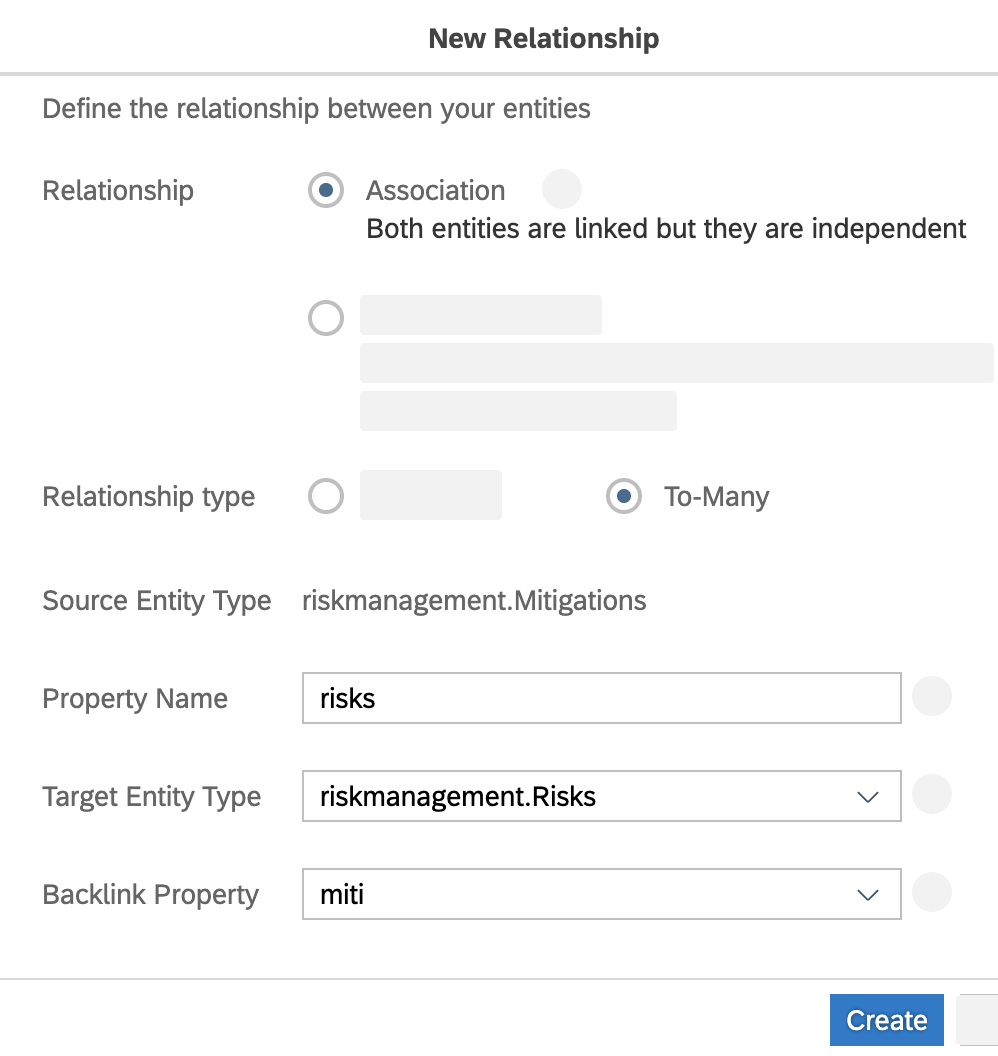 New Relationship
Define the relationship between your entities
Relationship
Association
Both entities are linked but they are independent
Relationship type
To-Many
Source Entity Type riskmanagement.Mitigations
Property Name risks
Target Entity Type riskmanagement.Risks
Backlink Property miti
Create